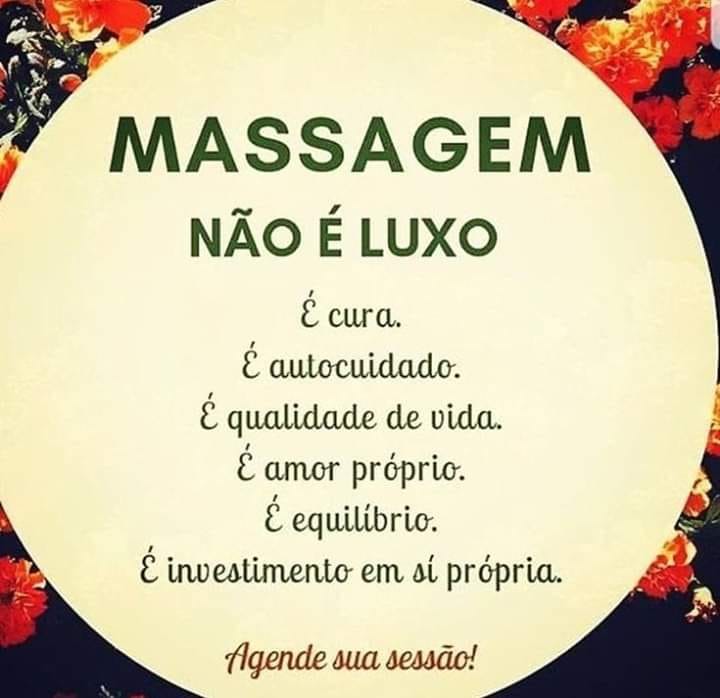 MASSAGEM
NÃO É LUXO
É cura.
É autocuidado.
É qualidade de vida.
É amor próprio.
É equilíbrio.
É investimento em sí própria.
Agende sua sessão!